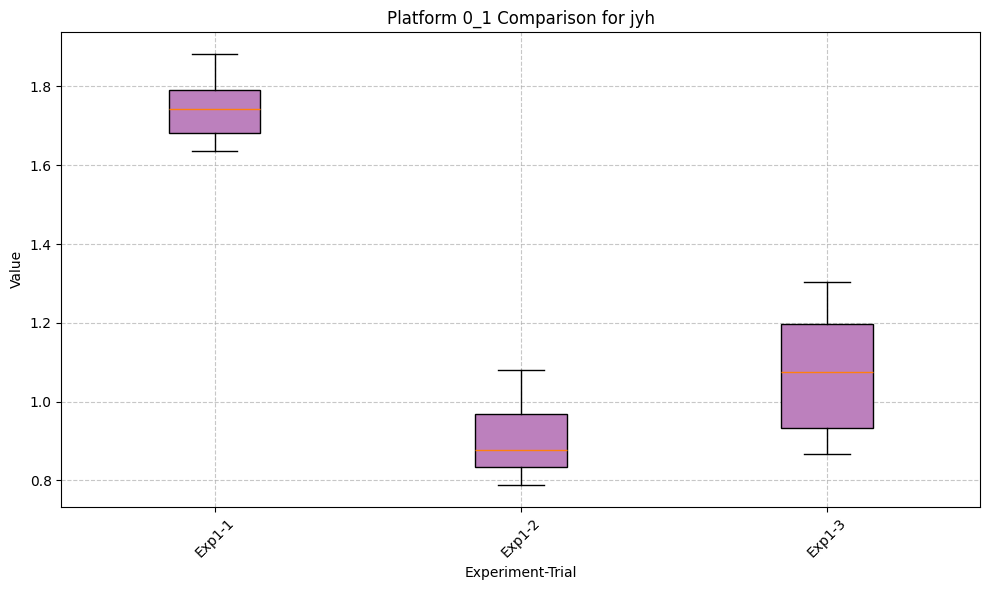 Platform 0_1 Comparison for jyh
Value
1.8
1.6
1.4
1.2
1.0
0.8
Exp1-1
Exp1-2
Exp1-3
Experiment-Trial